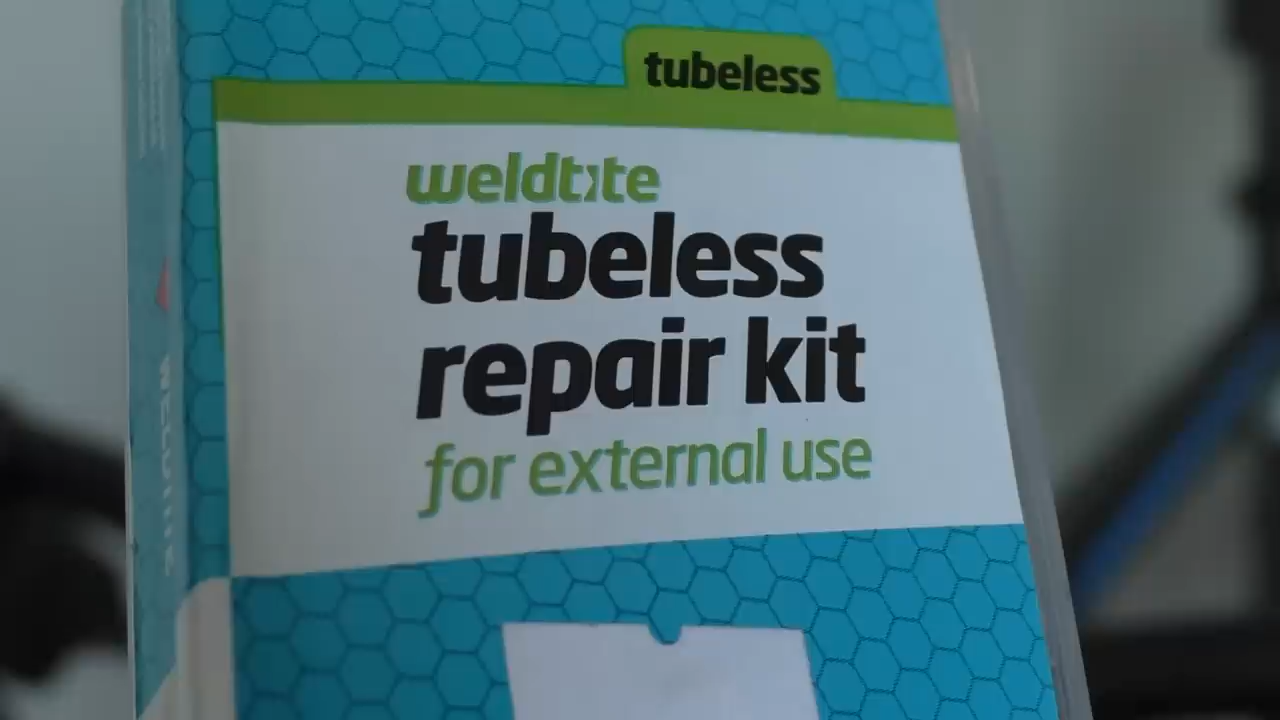 tubeless
weldtite
tubeless
repair kit
for external use